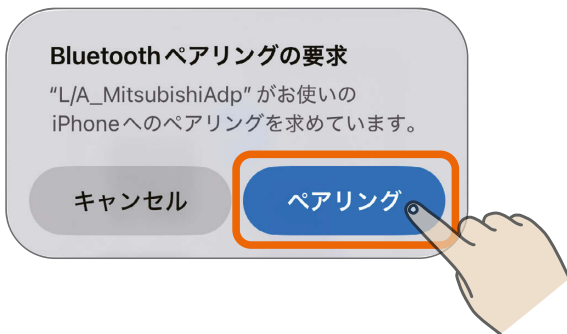 Bluetoothペアリングの要求
“L/A_MitsubishiAdp” がお使いの
iPhoneへのペアリングを求めています。
キャンセル
ペアリング